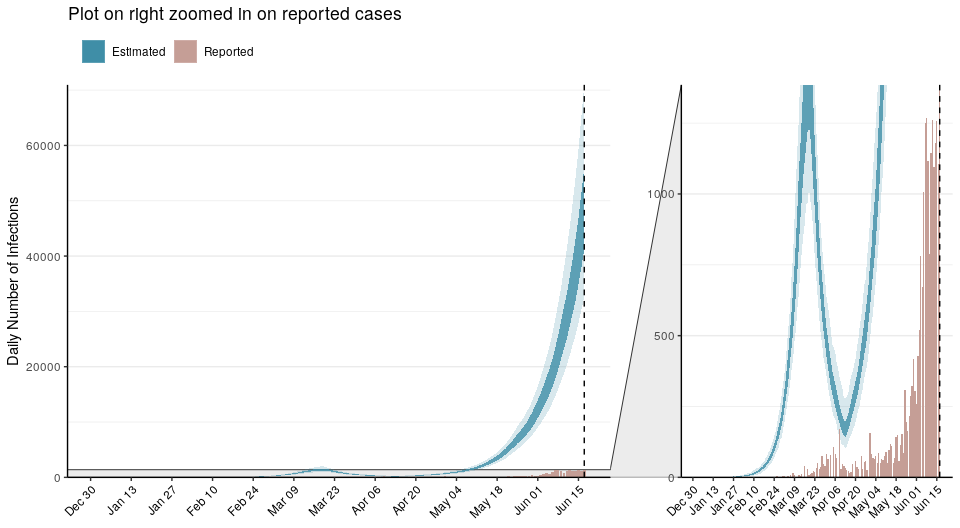 Plot on right zoomed in on reported cases
Estimated Reported
Daily Number of Infections
60000
40000
20000
0
Dec 30 Jan 13 Jan 27 Feb 10 Feb 24 Mar 09 Mar 23 Apr 06 Apr 20 May 04 May 18 Jun 01 Jun 15
1000
500
0
Dec 30 Jan 13 Jan 27 Feb 10 Feb 24 Mar 09 Mar 23 Apr 06 Apr 20 May 04 May 18 Jun 01 Jun 15